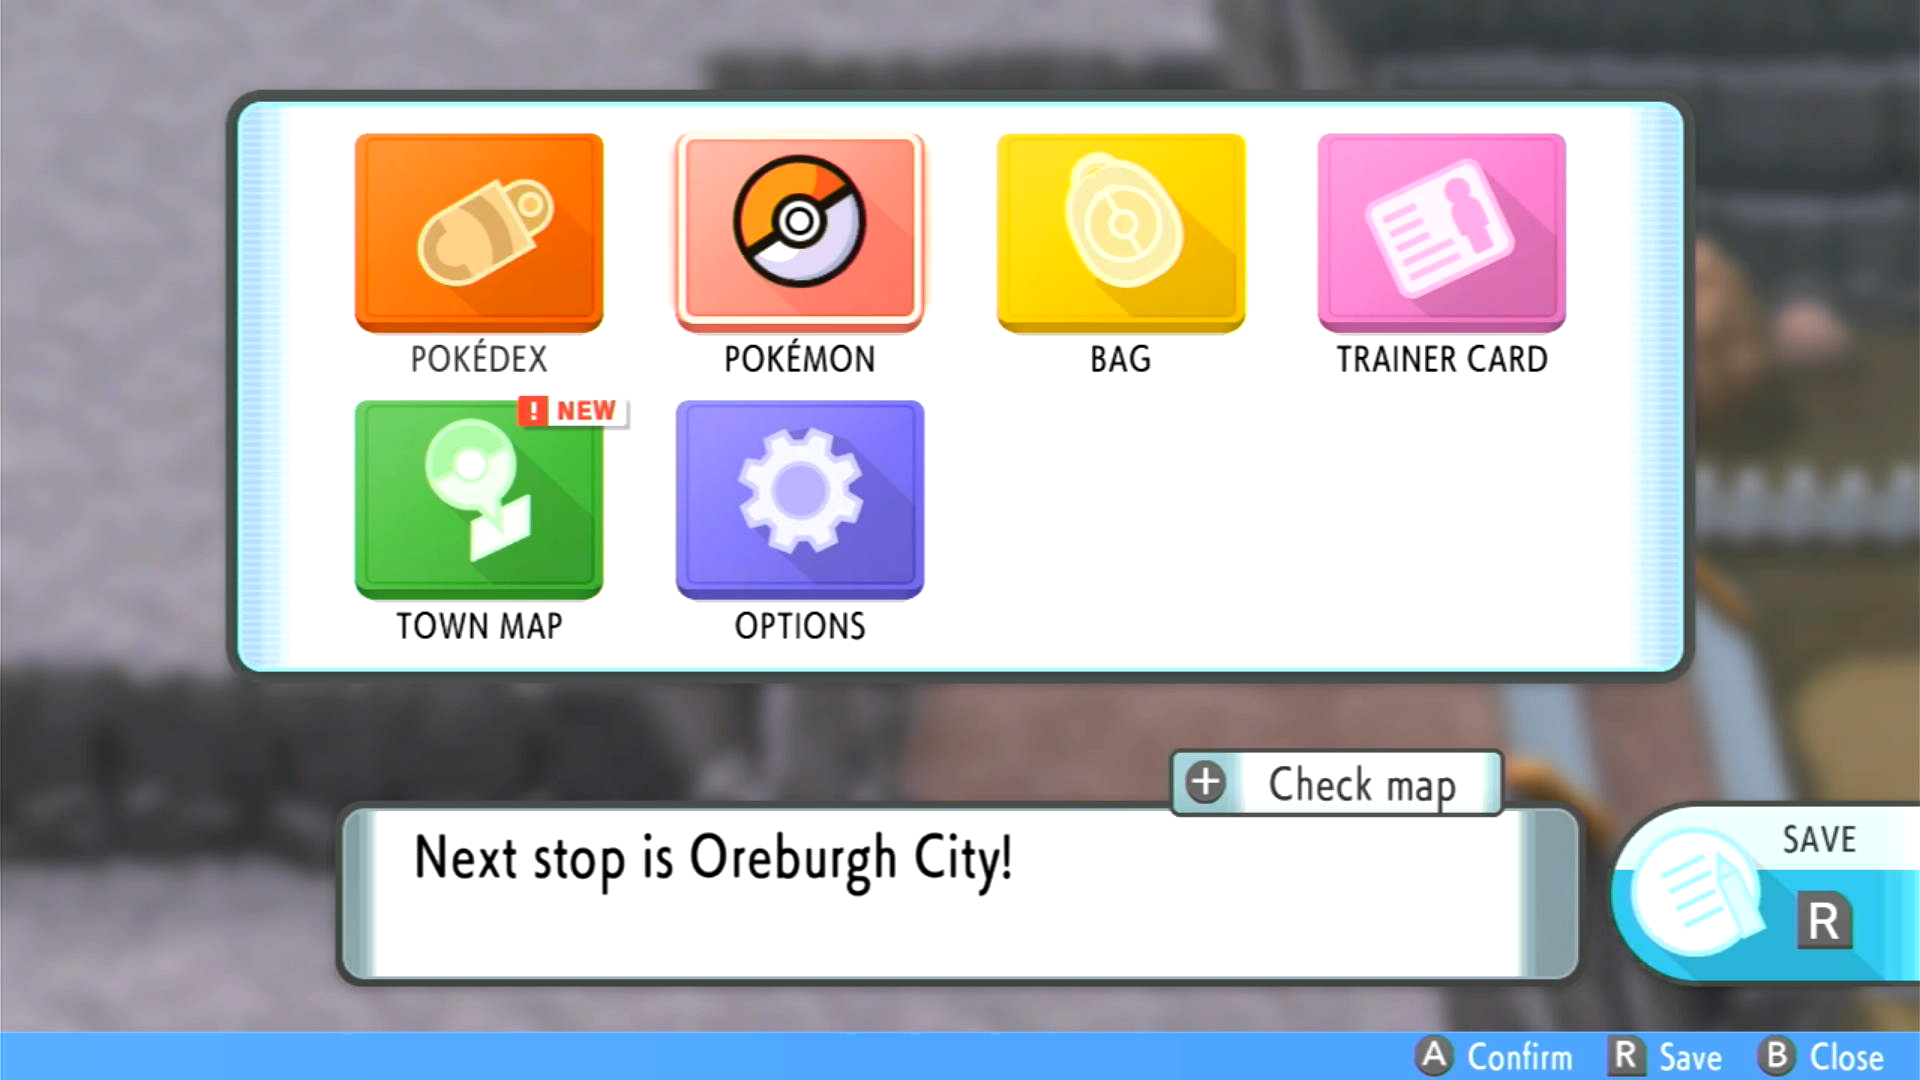 POKÉDEX
POKÉMON
BAG
TRAINER CARD
! NEW
TOWN MAP
OPTIONS
+ Check map
Next stop is Oreburgh City!
SAVE
R
A Confirm R Save B Close